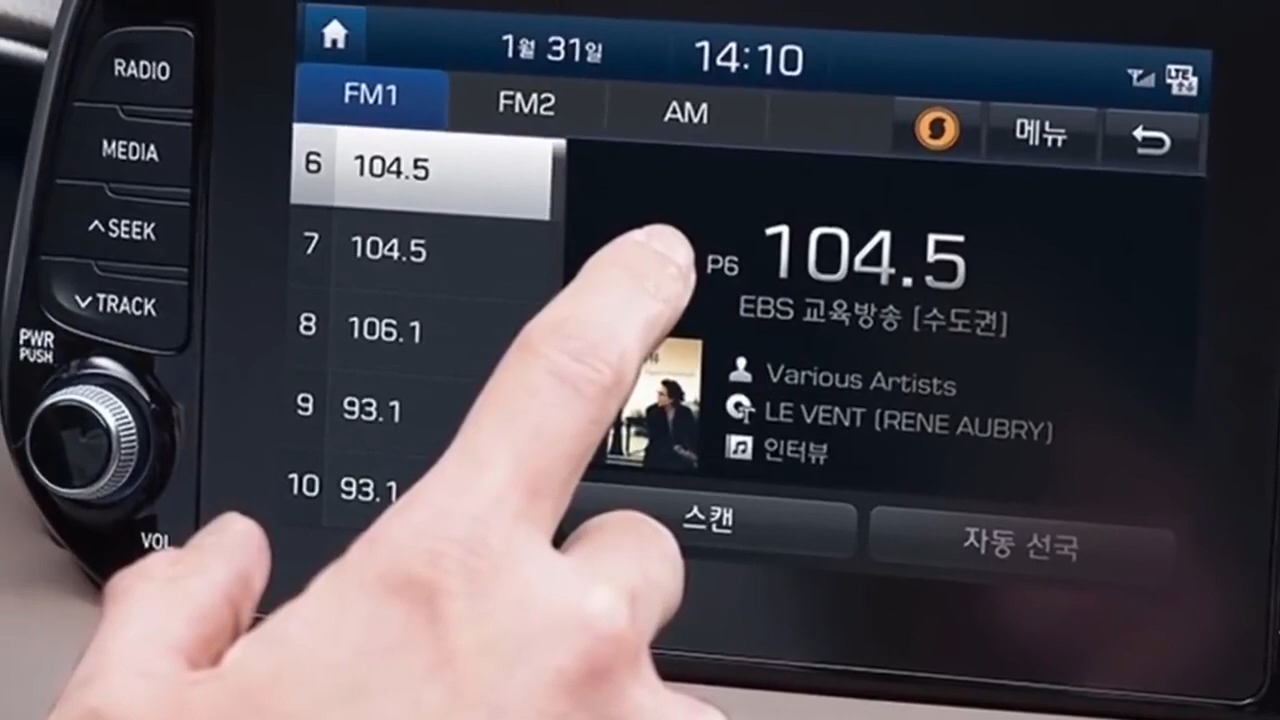 1월 31일 14:10
LTE
RADIO
MEDIA
SEEK
TRACK
PWR
PUSH
VOL
FM1 FM2 AM 메뉴
6 104.5
7 104.5
8 106.1
9 93.1
10 93.1
P6 104.5
EBS 교육방송 [수도권]
Various Artists
LE VENT (RENE AUBRY)
인터뷰
스캔 자동 선국